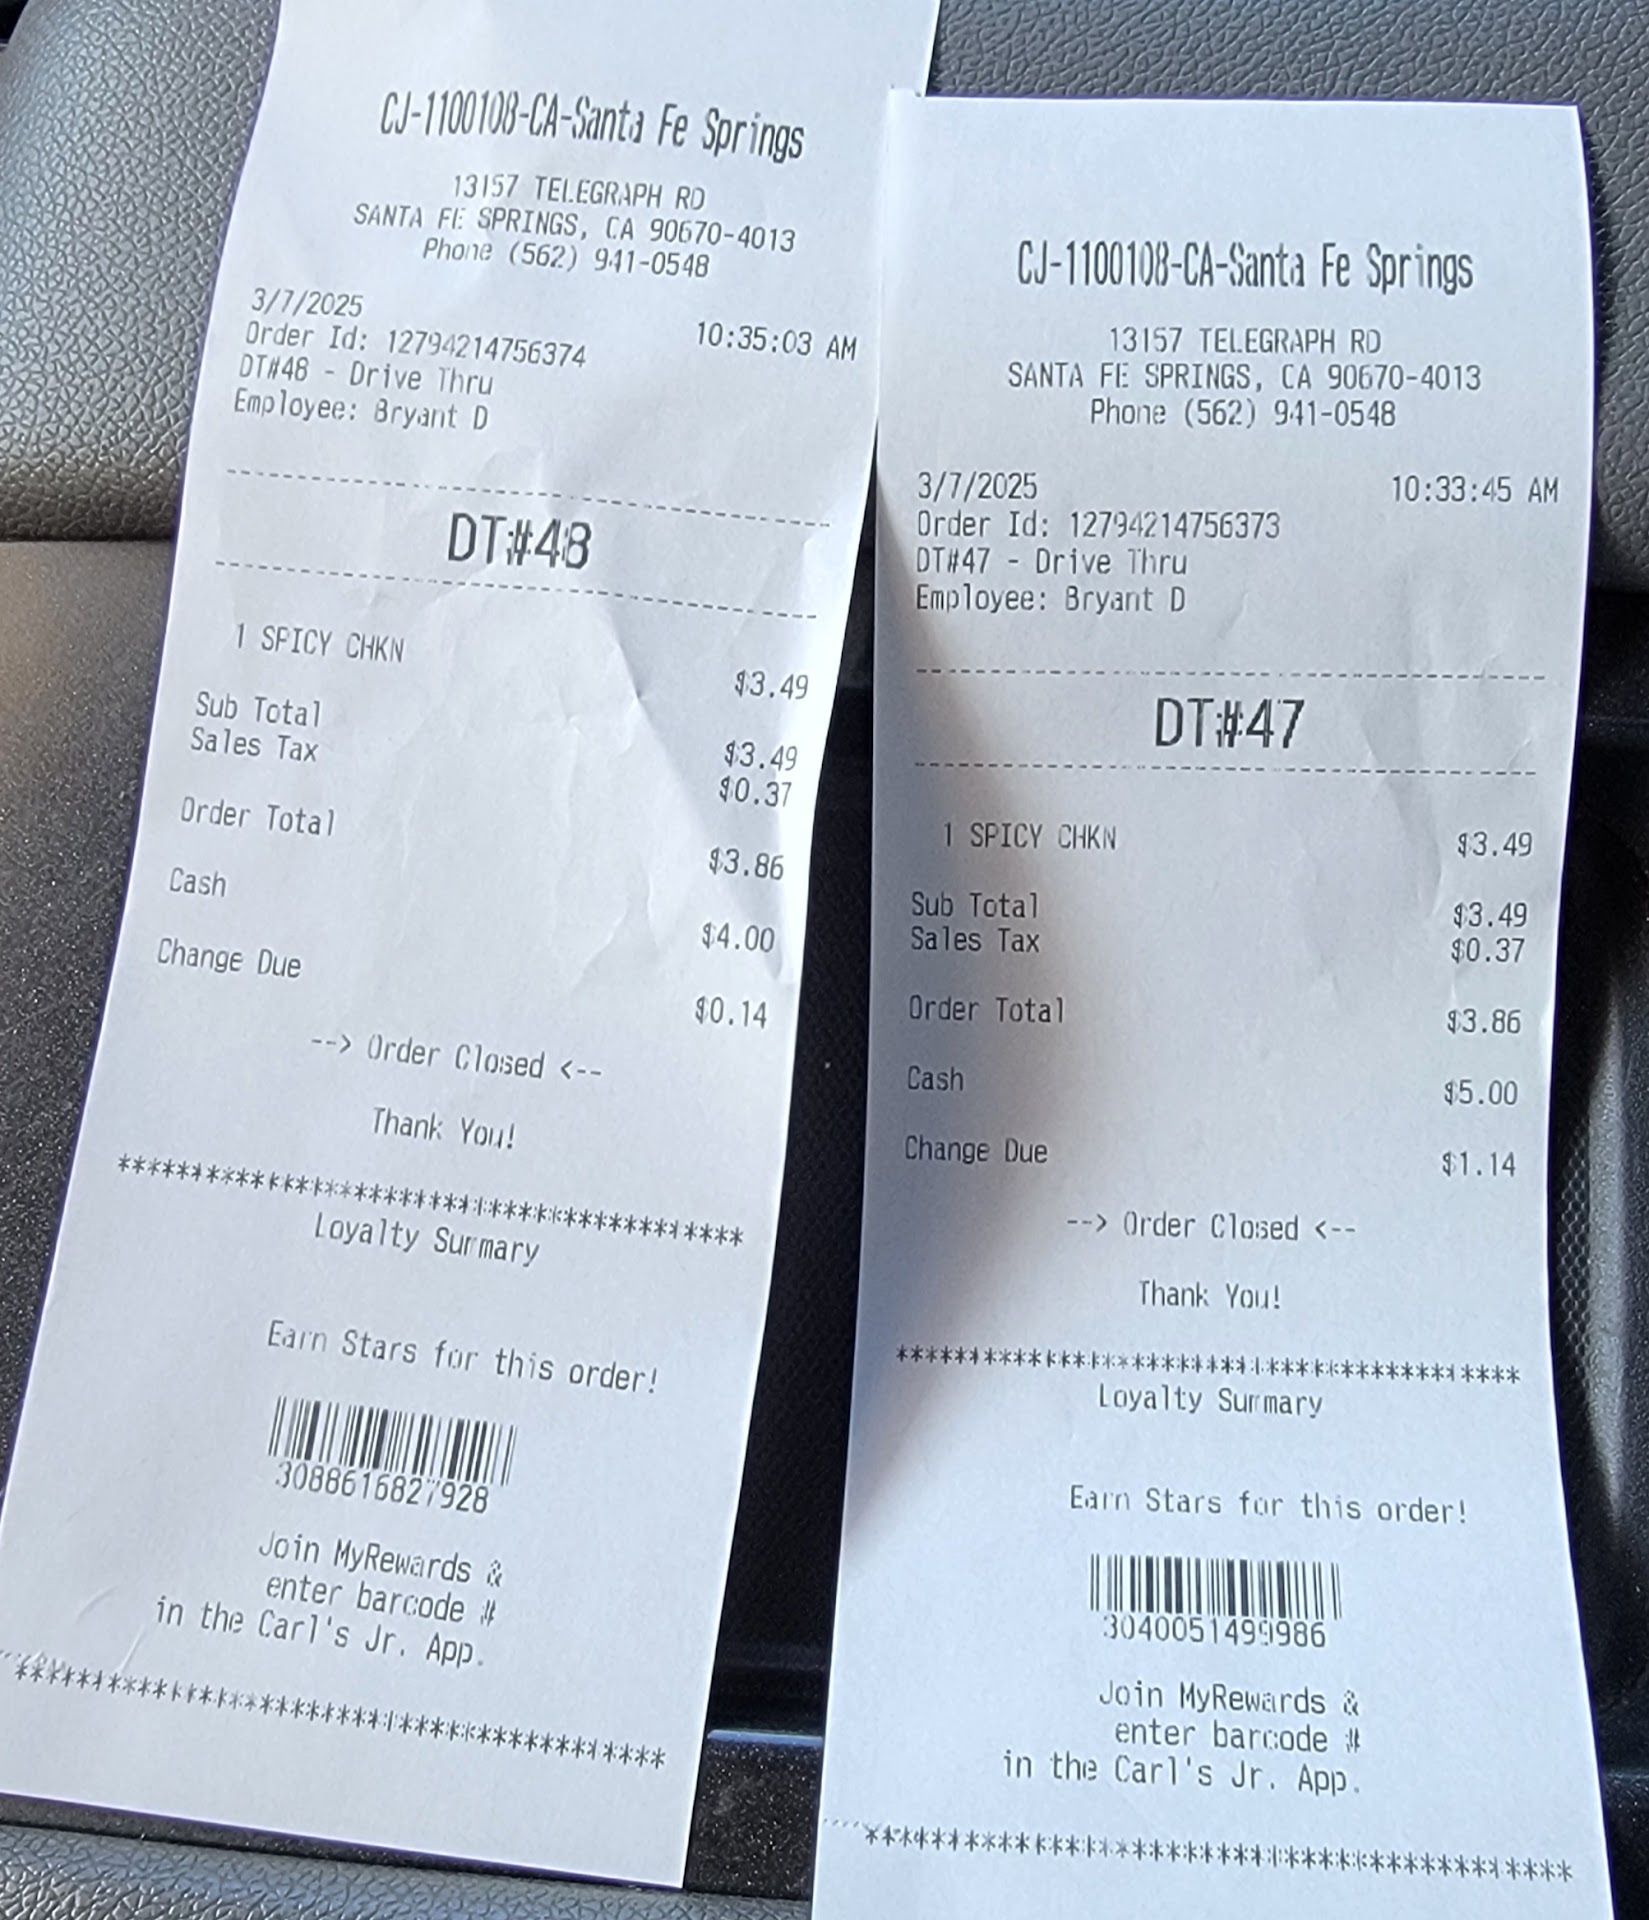 CJ-1100108-CA-Santa Fe Springs
13157 TELEGRAPH RD
SANTA FE SPRINGS, CA 90670-4013
Phone (562) 941-0548
3/7/2025 10:35:03 AM
Order Id: 12794214756374
DT#48 - Drive Thru
Employee: Bryant D
DT#48
1 SPICY CHKN $3.49
Sub Total $3.49
Sales Tax $0.37
Order Total $3.86
Cash $4.00
Change Due $0.14
--> Order Closed <--
Thank You!
*******************************************
Loyalty Summary
Earn Stars for this order!
3088616827928
Join MyRewards &
enter barcode #
in the Carl's Jr. App.
*******************************************
CJ-1100108-CA-Santa Fe Springs
13157 TELEGRAPH RD
SANTA FE SPRINGS, CA 90670-4013
Phone (562) 941-0548
3/7/2025 10:33:45 AM
Order Id: 12794214756373
DT#47 - Drive Thru
Employee: Bryant D
DT#47
1 SPICY CHKN $3.49
Sub Total $3.49
Sales Tax $0.37
Order Total $3.86
Cash $5.00
Change Due $1.14
--> Order Closed <--
Thank You!
*******************************************
Loyalty Summary
Earn Stars for this order!
3040051499986
Join MyRewards &
enter barcode #
in the Carl's Jr. App.
*******************************************